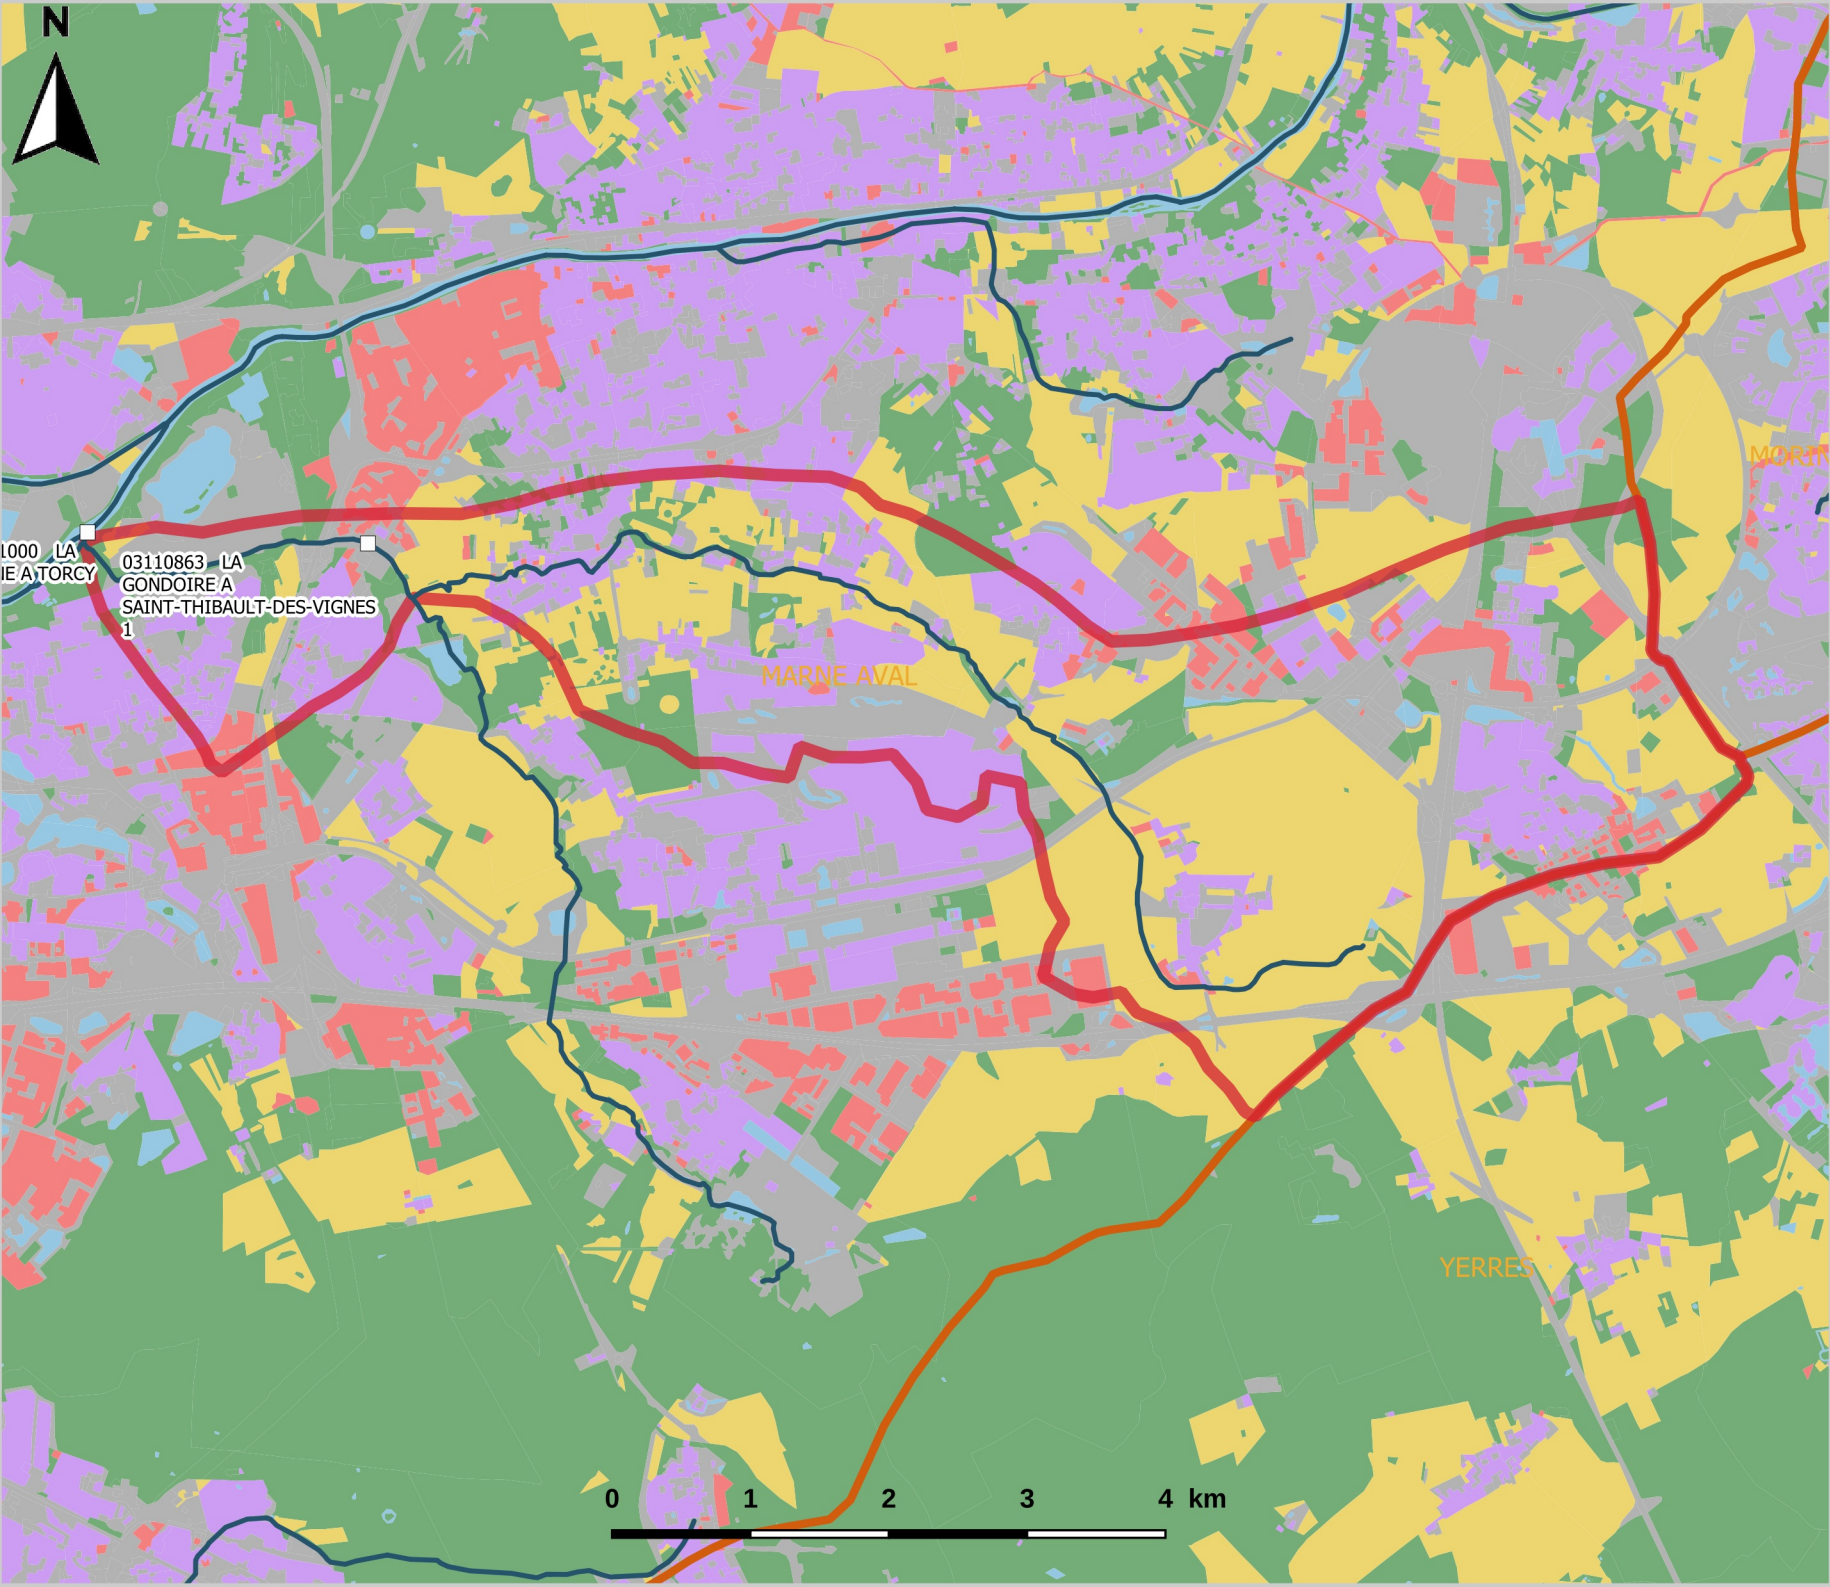 N
MORIN
1000 LA
E A TORCY
03110863 LA
GONDOIRE A
SAINT-THIBAULT-DES-VIGNES
1
MARNE AVAL
YERRES
0 1 2 3 4 km